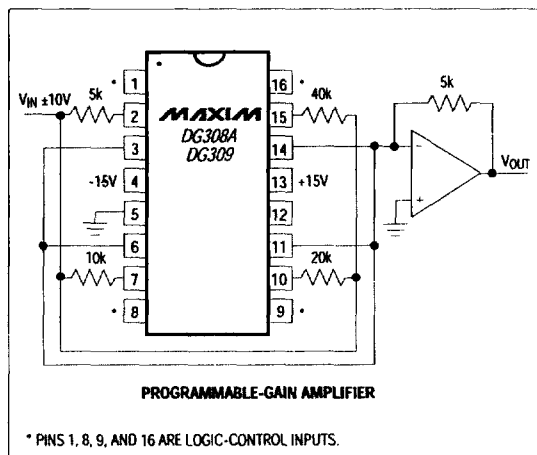 VIN ±10V
5k
1
2
3
-15V 4
5
6
10k
7
8
MAXIM
DG308A
DG309
16
15
40k
14
13 +15V
12
11
20k
10
9
5k
-
+
VOUT
PROGRAMMABLE-GAIN AMPLIFIER
* PINS 1, 8, 9, AND 16 ARE LOGIC-CONTROL INPUTS.